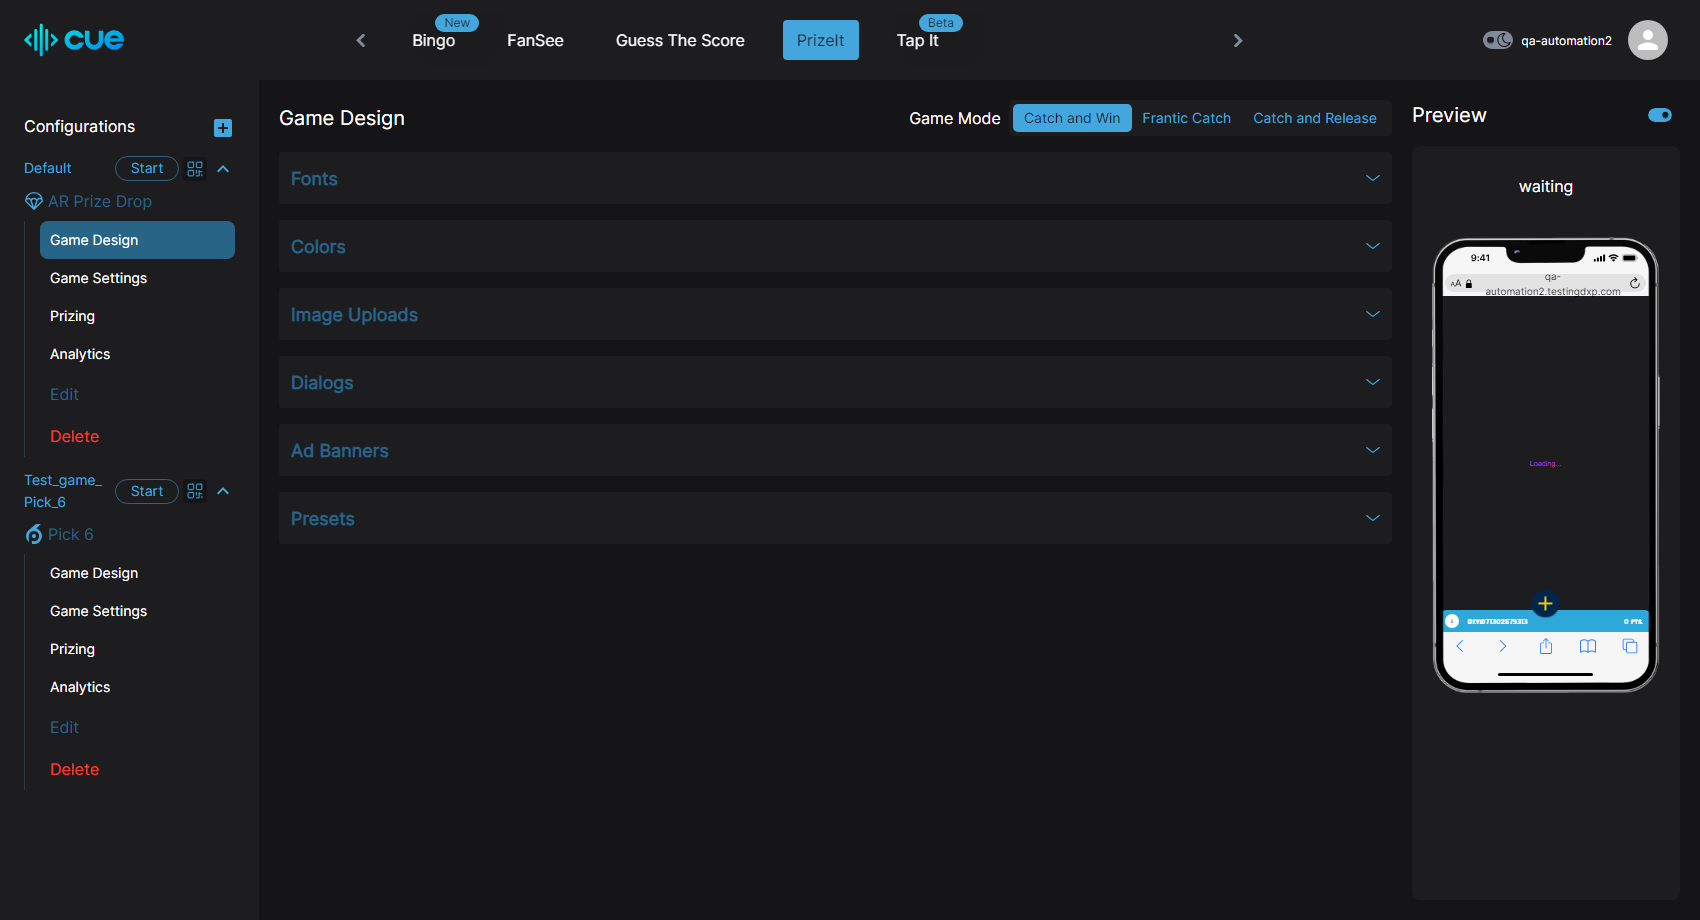 cue
New
Bingo
FanSee
Guess The Score
PrizeIt
Beta
Tap It
qa-automation2
Configurations
Default
Start
AR Prize Drop
Game Design
Game Settings
Prizing
Analytics
Edit
Delete
Test_game_
Pick_6
Start
Pick 6
Game Design
Game Settings
Prizing
Analytics
Edit
Delete
Game Design
Game Mode
Catch and Win
Frantic Catch
Catch and Release
Fonts
Colors
Image Uploads
Dialogs
Ad Banners
Presets
Preview
waiting
9:41
AA
qa-
automation2.testingdxp.com
Loading...
0 PTS.